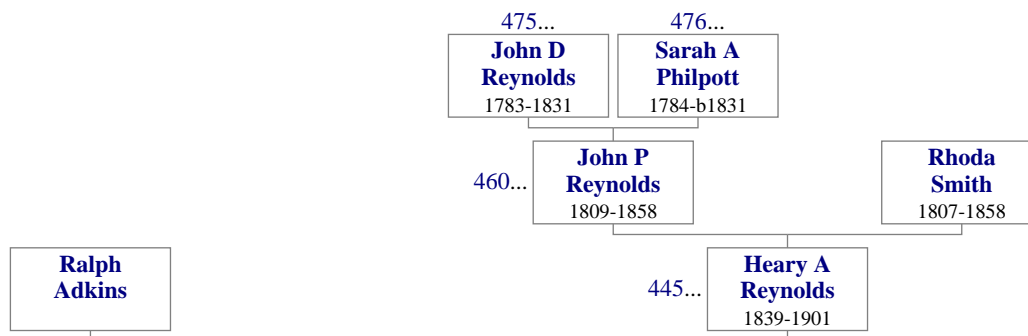 475...
476...
John D
Reynolds
1783-1831
Sarah A
Philpott
1784-b1831
460...
John P
Reynolds
1809-1858
Rhoda
Smith
1807-1858
Ralph
Adkins
445...
Heary A
Reynolds
1839-1901